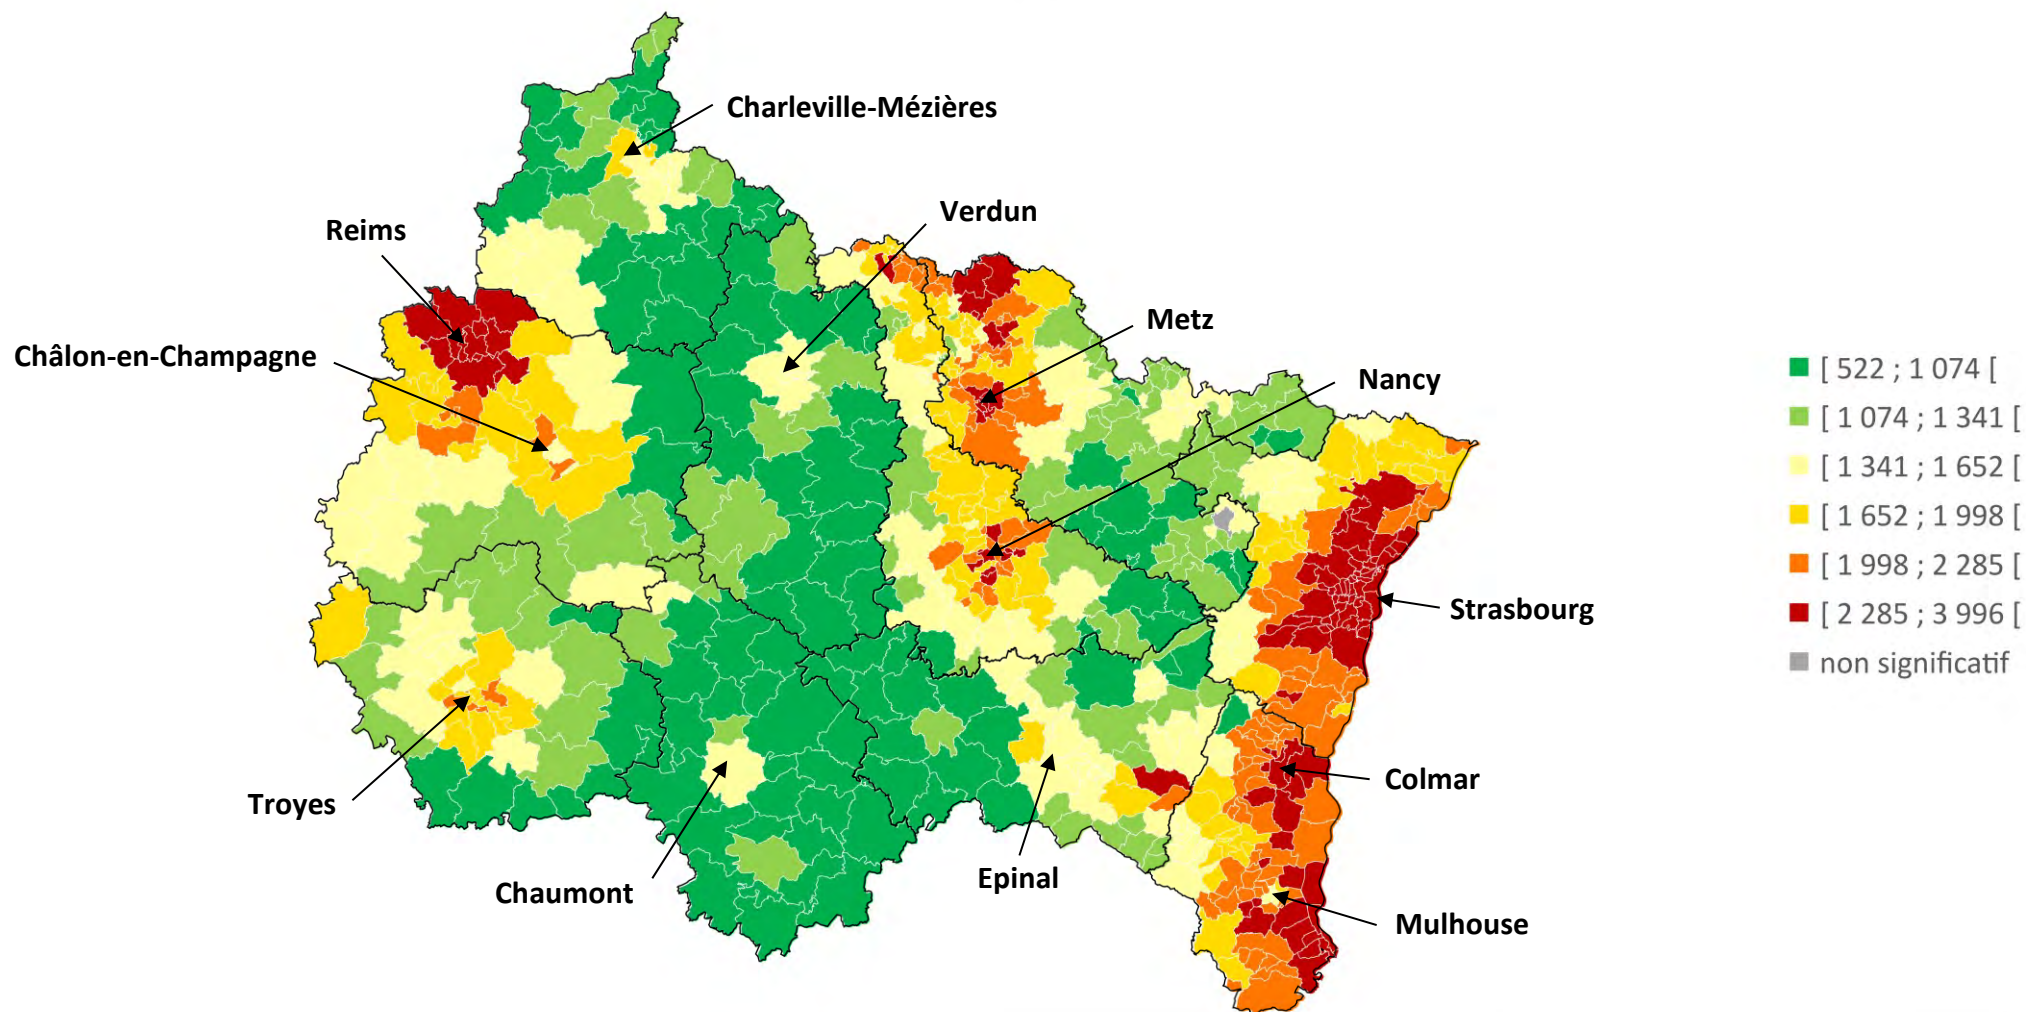 Charleville-Mézières
Verdun
Reims
Metz
Châlon-en-Champagne
Nancy
Strasbourg
Colmar
Troyes
Epinal
Chaumont
Mulhouse
[ 522 ; 1 074 [
[ 1 074 ; 1 341 [
[ 1 341 ; 1 652 [
[ 1 652 ; 1 998 [
[ 1 998 ; 2 285 [
[ 2 285 ; 3 996 [
non significatif